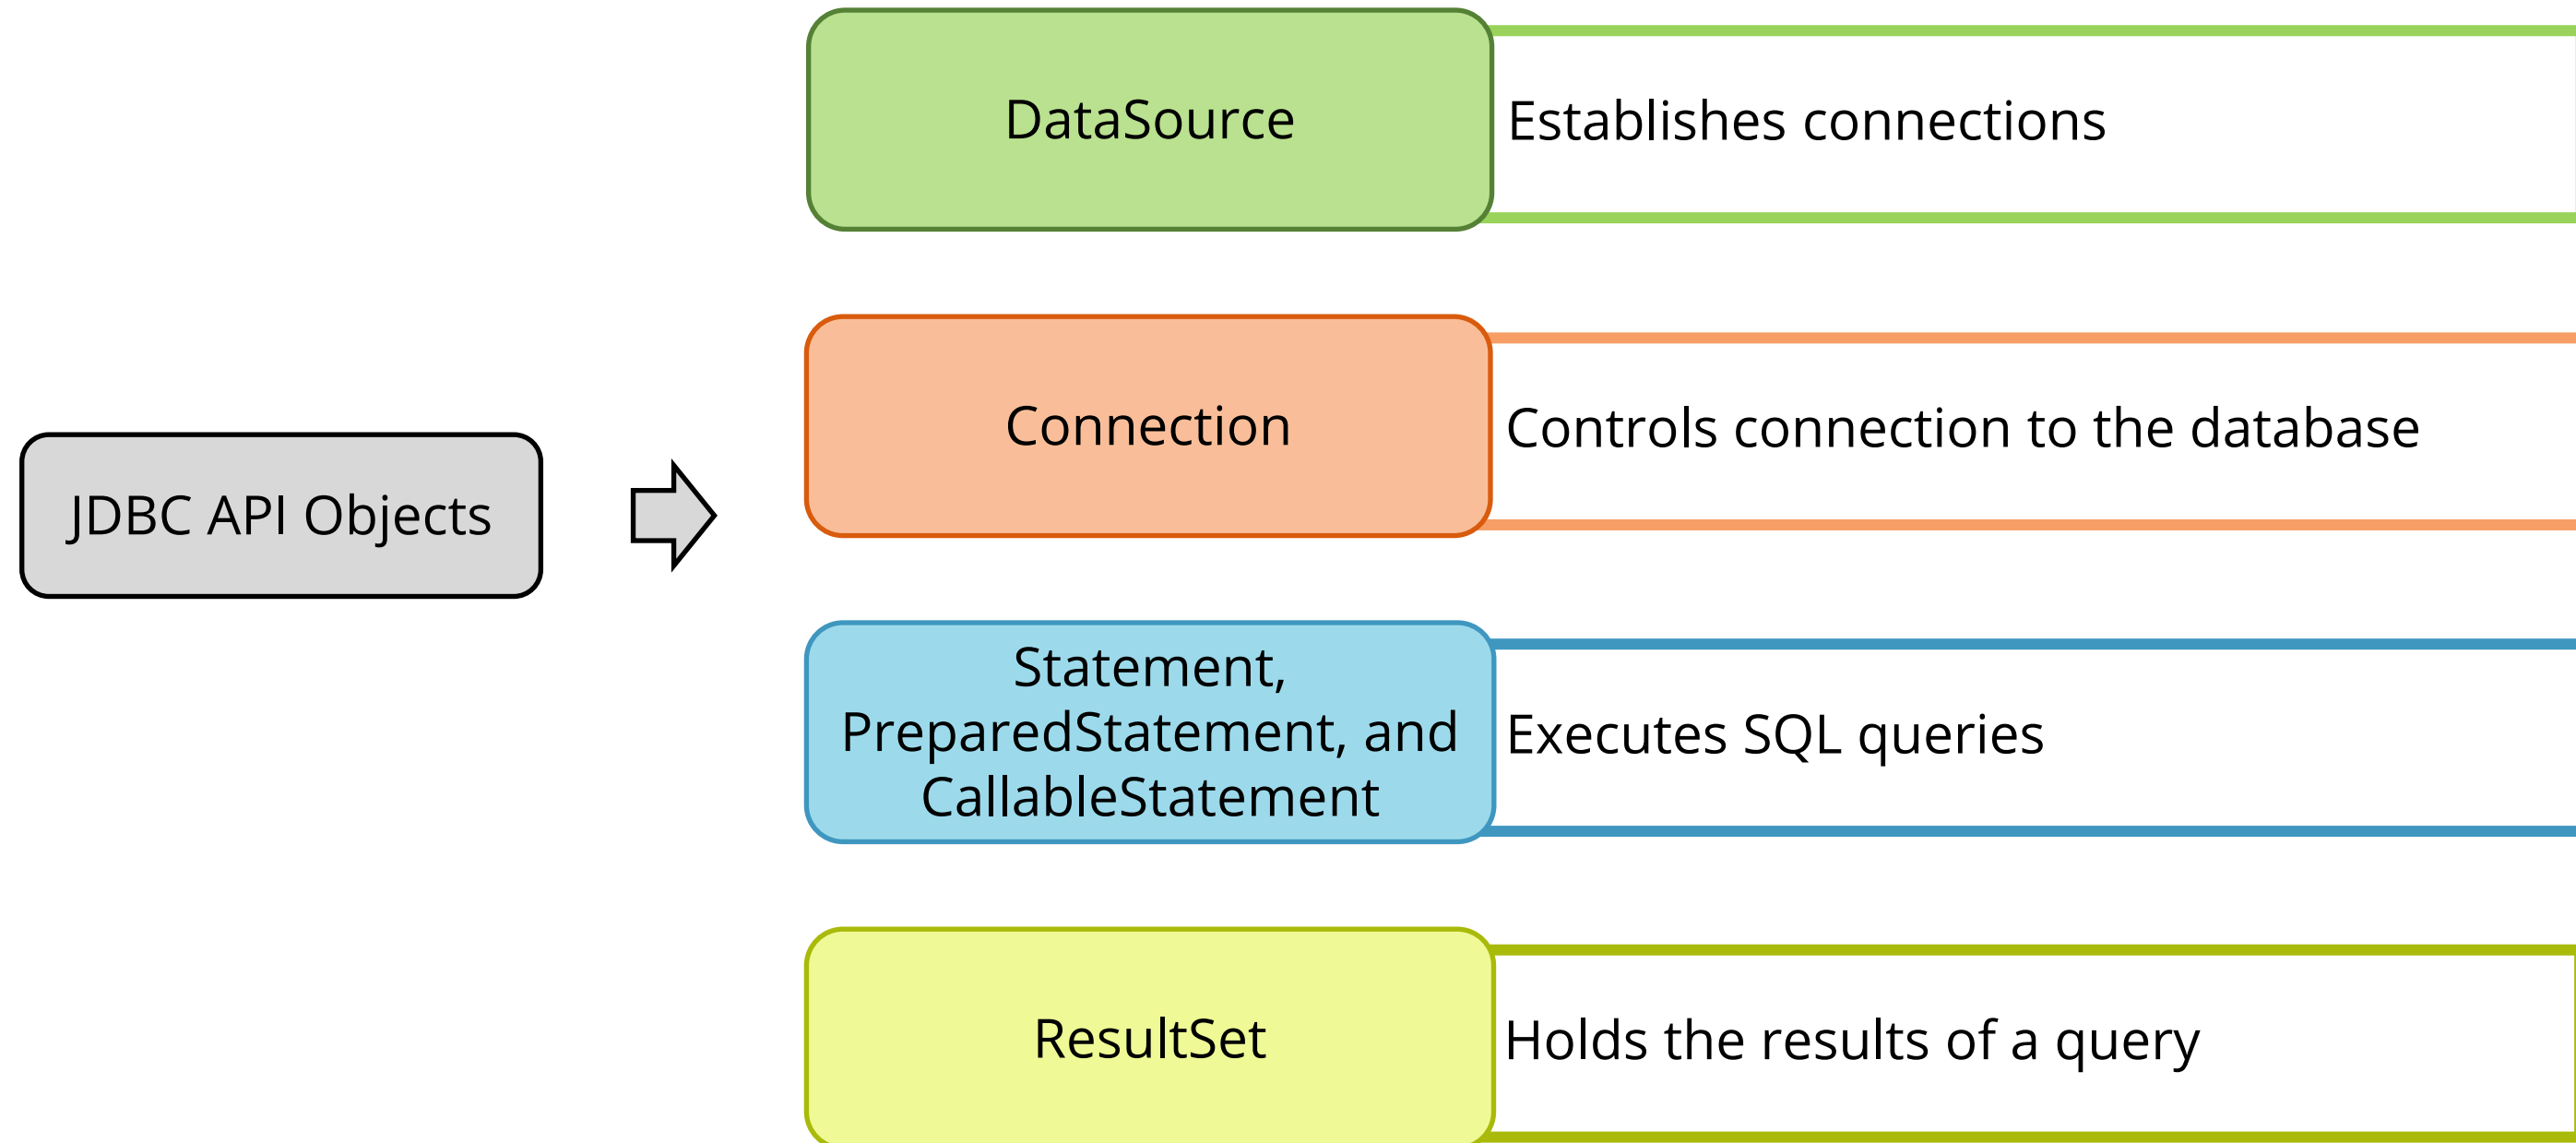 JDBC API Objects
DataSource
Establishes connections
Connection
Controls connection to the database
Statement,
PreparedStatement, and
CallableStatement
Executes SQL queries
ResultSet
Holds the results of a query